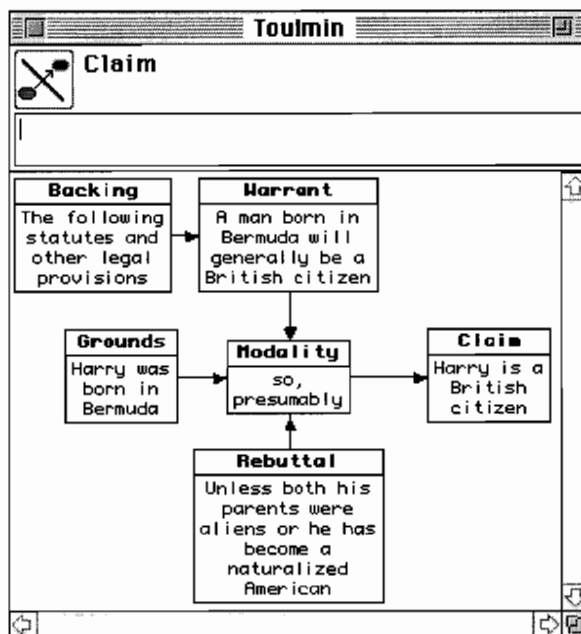 Toulmin
Claim
Backing
The following
statutes and
other legal
provisions
Warrant
A man born in
Bermuda will
generally be a
British citizen
Grounds
Harry was
born in
Bermuda
Modality
so,
presumably
Claim
Harry is a
British
citizen
Rebuttal
Unless both his
parents were
aliens or he has
become a
naturalized
American